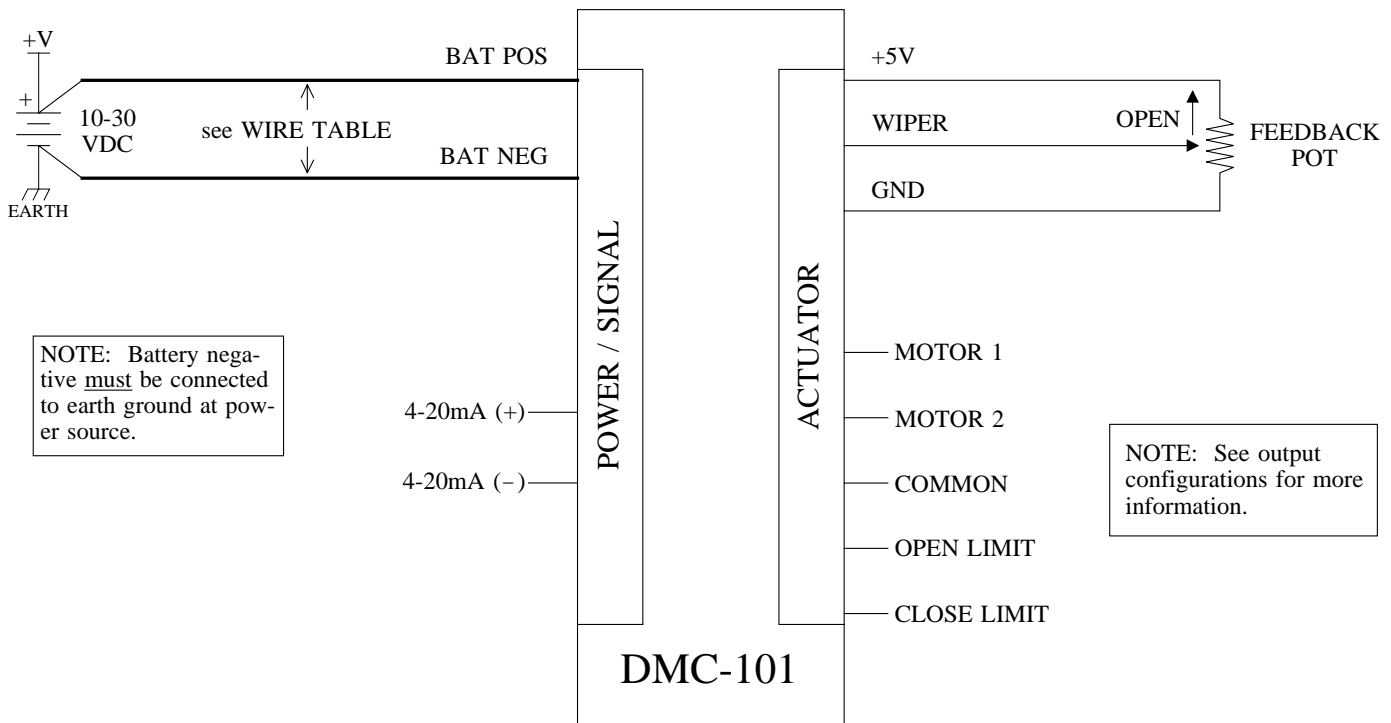 +V
BAT POS
+
10-30
VDC
see WIRE TABLE
BAT NEG
EARTH
NOTE: Battery nega-
tive must be connected
to earth ground at pow-
er source.
4-20mA (+)
4-20mA (−)
POWER / SIGNAL
ACTUATOR
+5V
WIPER
OPEN
GND
FEEDBACK
POT
MOTOR 1
MOTOR 2
COMMON
OPEN LIMIT
CLOSE LIMIT
NOTE: See output
configurations for more
information.
DMC-101